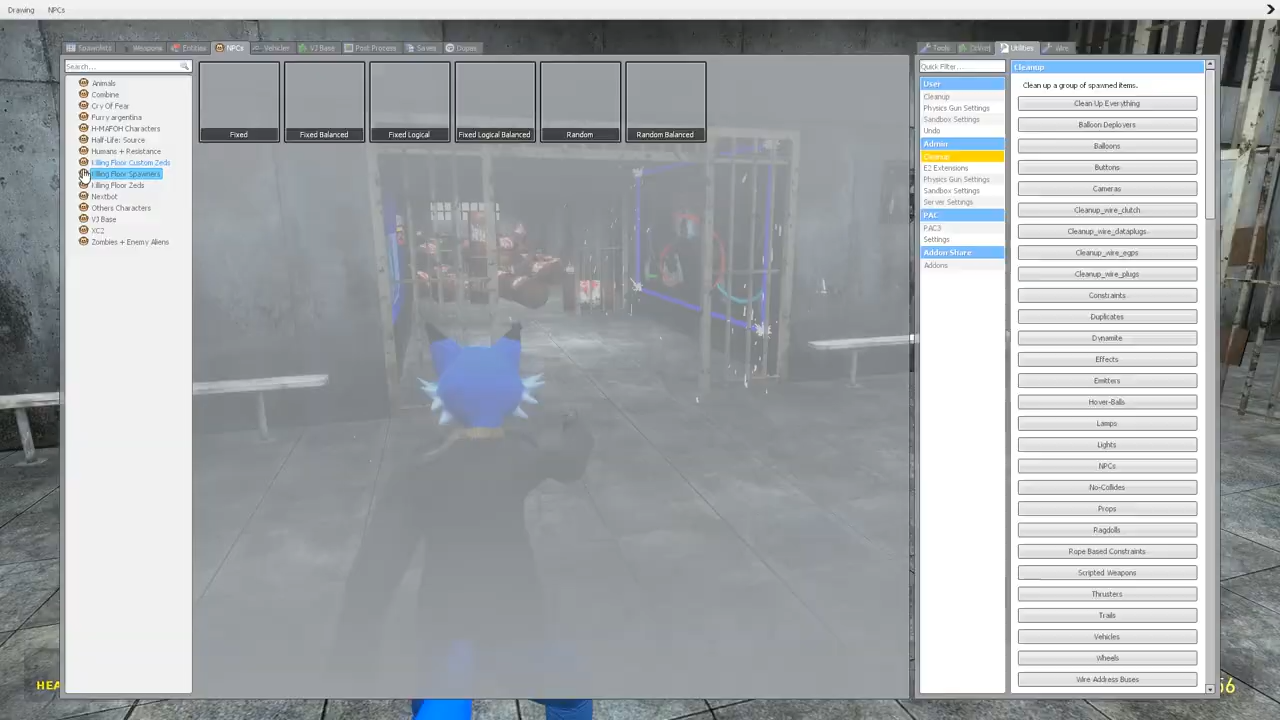 Drawing NPCs
Spawnlists Weapons Entities NPCs Vehicles VJ Base Post Process Saves Dupes
Search...
Animals
Combine
Cry Of Fear
Furry argentina
H-MAFOH Characters
Half-Life: Source
Humans + Resistance
Killing Floor Custom Zeds
Killing Floor Spawners
Killing Floor Zeds
Nextbot
Others Characters
VJ Base
XC2
Zombies + Enemy Aliens
Fixed
Fixed Balanced
Fixed Logical
Fixed Logical Balanced
Random
Random Balanced
HEA
Tools Utilities Wire
Quick Filter...
User
Cleanup
Physics Gun Settings
Sandbox Settings
Undo
Admin
Cleanup
E2 Extensions
Physics Gun Settings
Sandbox Settings
Server Settings
PAC
PAC3
Settings
Addon Share
Addons
Cleanup
Clean up a group of spawned items.
Clean Up Everything
Balloon Deployers
Balloons
Buttons
Cameras
Cleanup_wire_clutch
Cleanup_wire_dataplugs
Cleanup_wire_egps
Cleanup_wire_plugs
Constraints
Duplicates
Dynamite
Effects
Emitters
Hover-Balls
Lamps
Lights
NPCs
No-Collides
Props
Ragdolls
Rope Based Constraints
Scripted Weapons
Thrusters
Trails
Vehicles
Wheels
Wire Address Buses